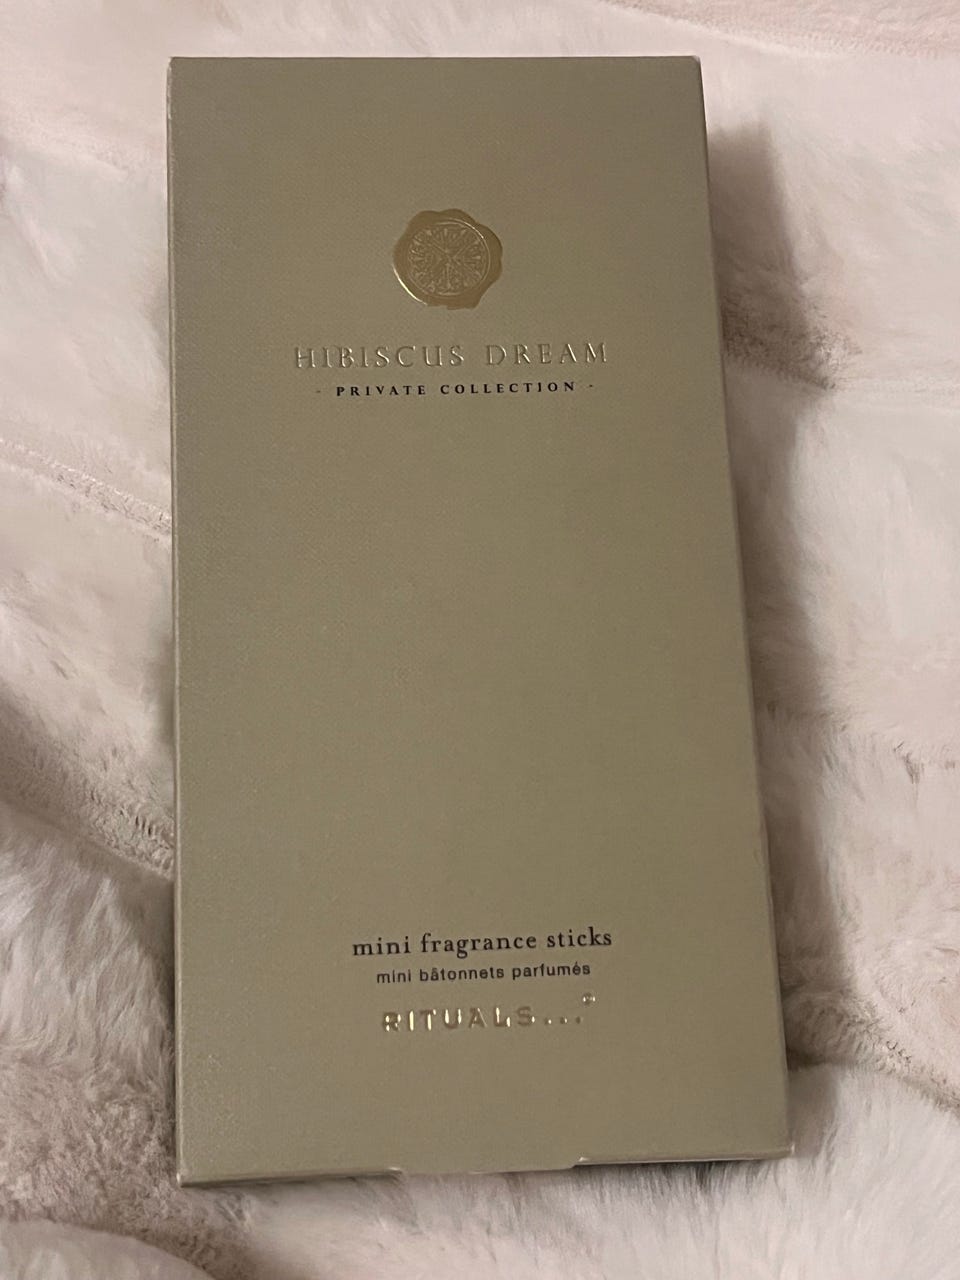 HIBISCUS DREAM
- PRIVATE COLLECTION -
mini fragrance sticks
mini bâtonnets parfumés
RITUALS...®